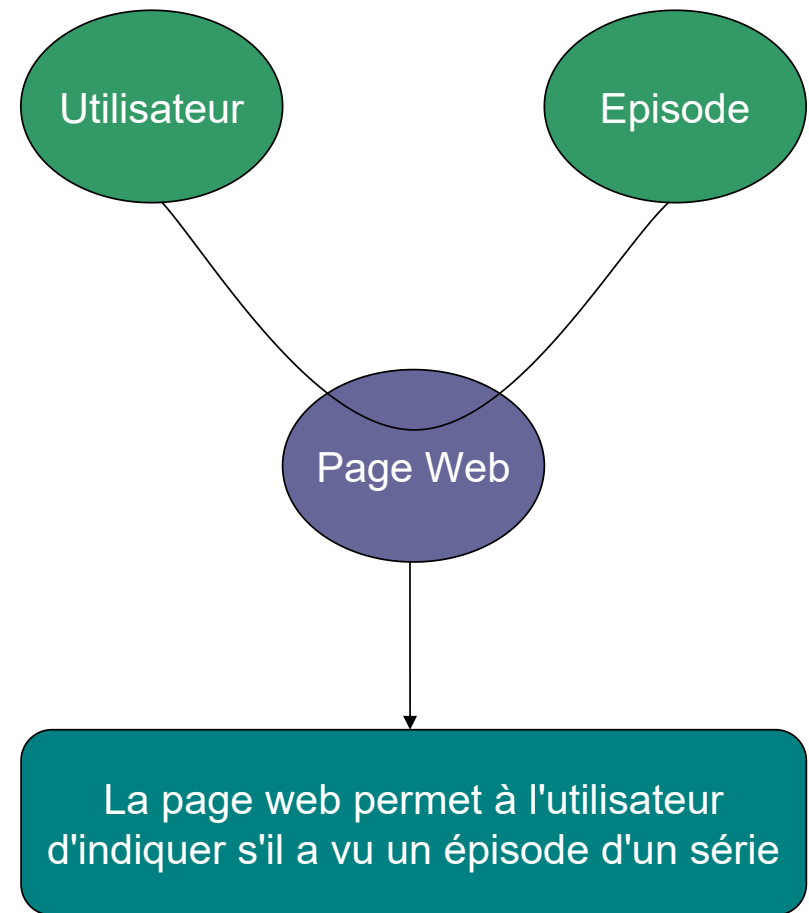 Utilisateur
Episode
Page Web
La page web permet à l'utilisateur
d'indiquer s'il a vu un épisode d'un série